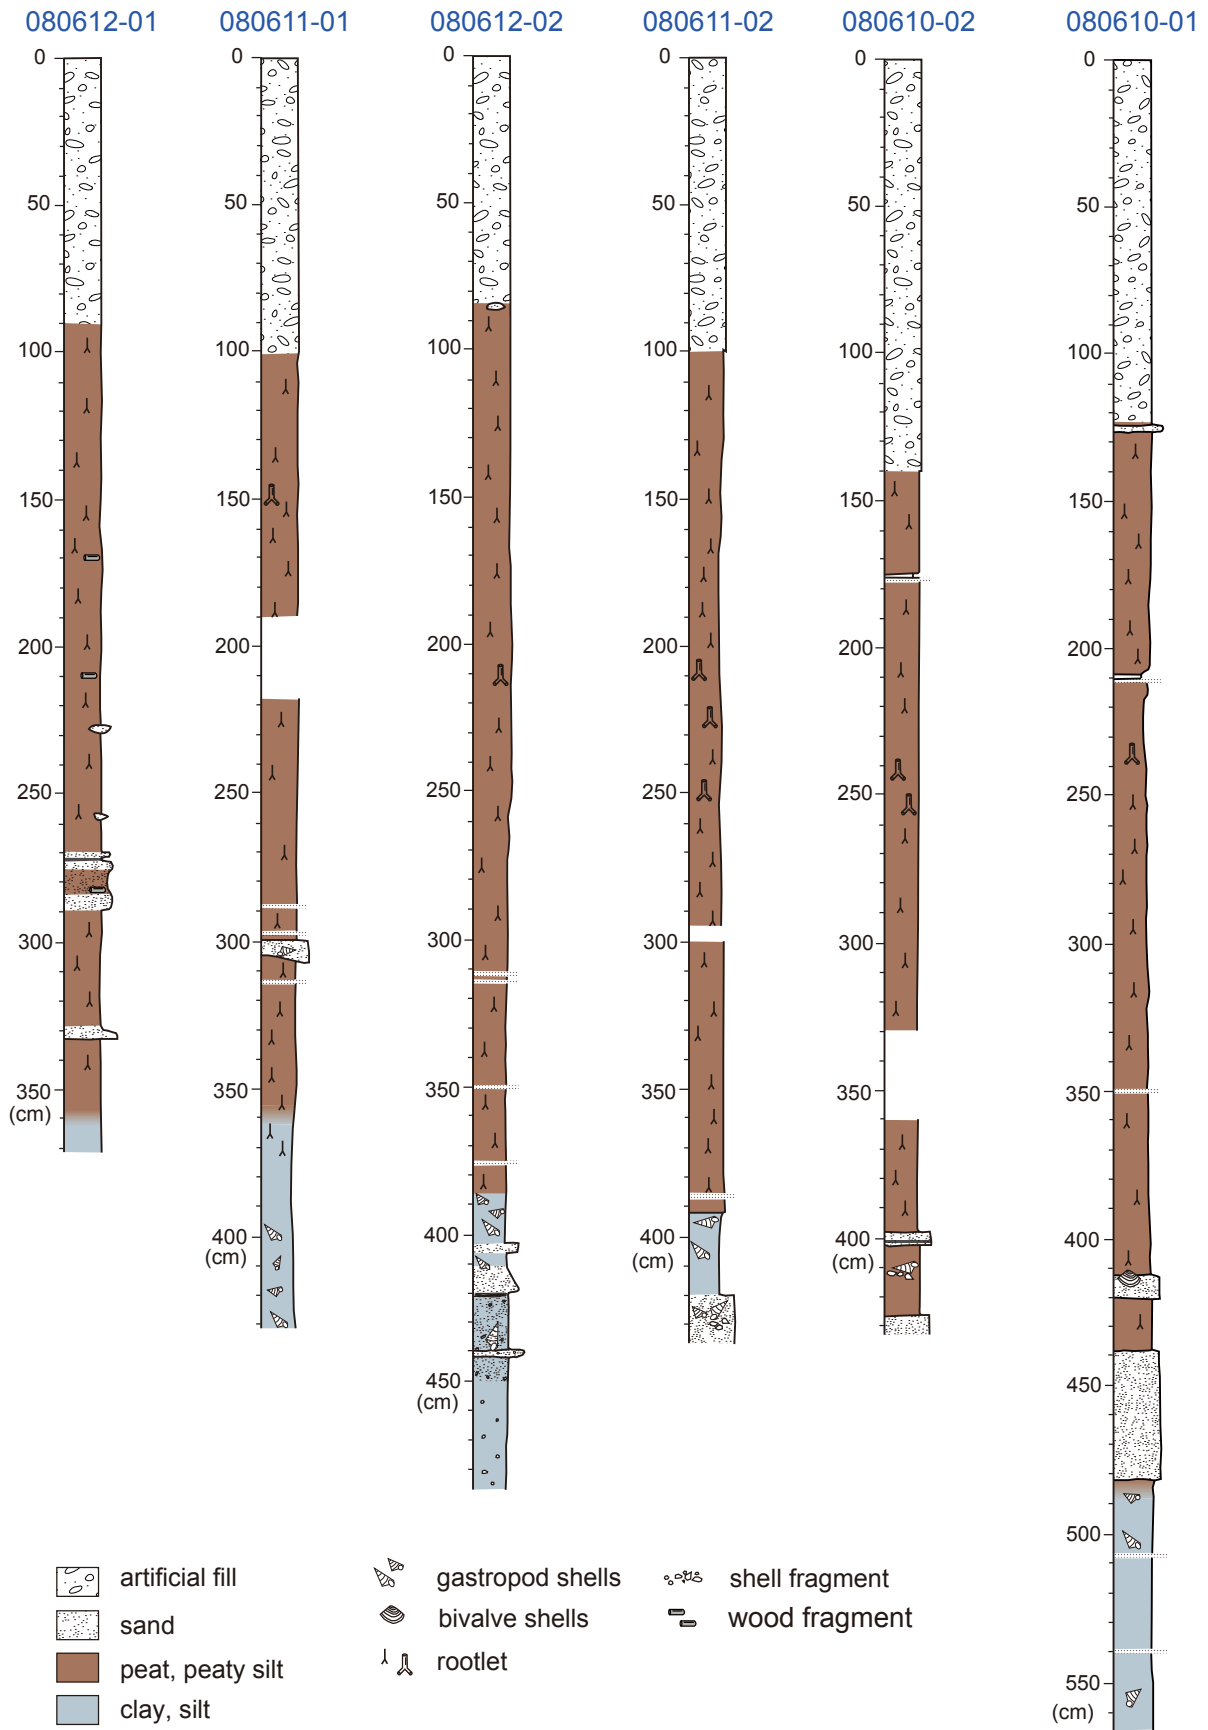 080612-01 080611-01 080612-02 080611-02 080610-02 080610-01
0 0 0 0 0 0
50 50 50 50 50 50
100 100 100 100 100 100
150 150 150 150 150 150
200 200 200 200 200 200
250 250 250 250 250 250
300 300 300 300 300 300
350 350 350 350 350 350
(cm)
400 400 400 400 400
(cm) (cm) (cm)
450 450
(cm)
500
550
(cm)
artificial fill gastropod shells shell fragment
sand bivalve shells wood fragment
peat, peaty silt rootlet
clay, silt